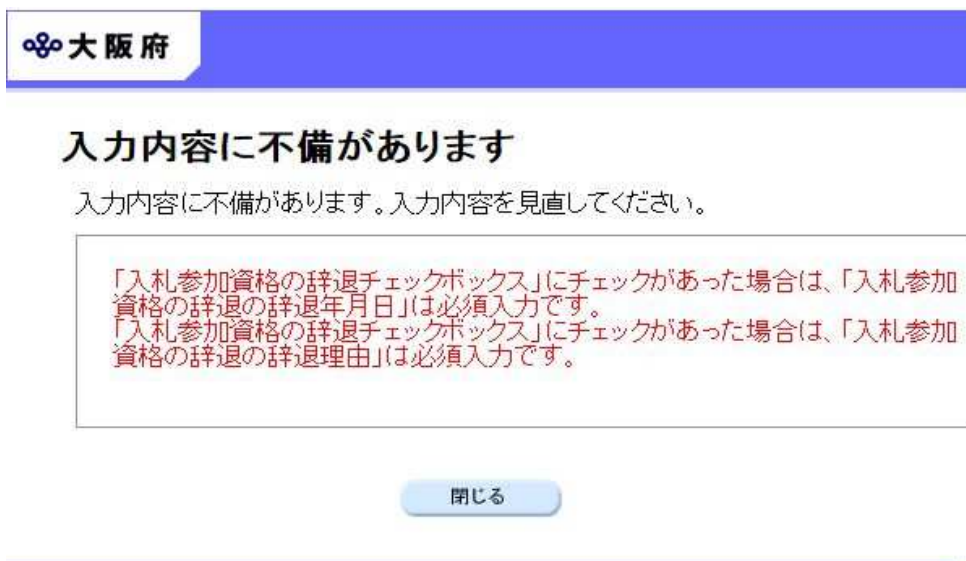 大阪府
入力内容に不備があります
入力内容に不備があります。入力内容を見直してください。
「入札参加資格の辞退チェックボックス」にチェックがあった場合は、「入札参加
資格の辞退の辞退年月日」は必須入力です。
「入札参加資格の辞退チェックボックス」にチェックがあった場合は、「入札参加
資格の辞退の辞退理由」は必須入力です。
閉じる